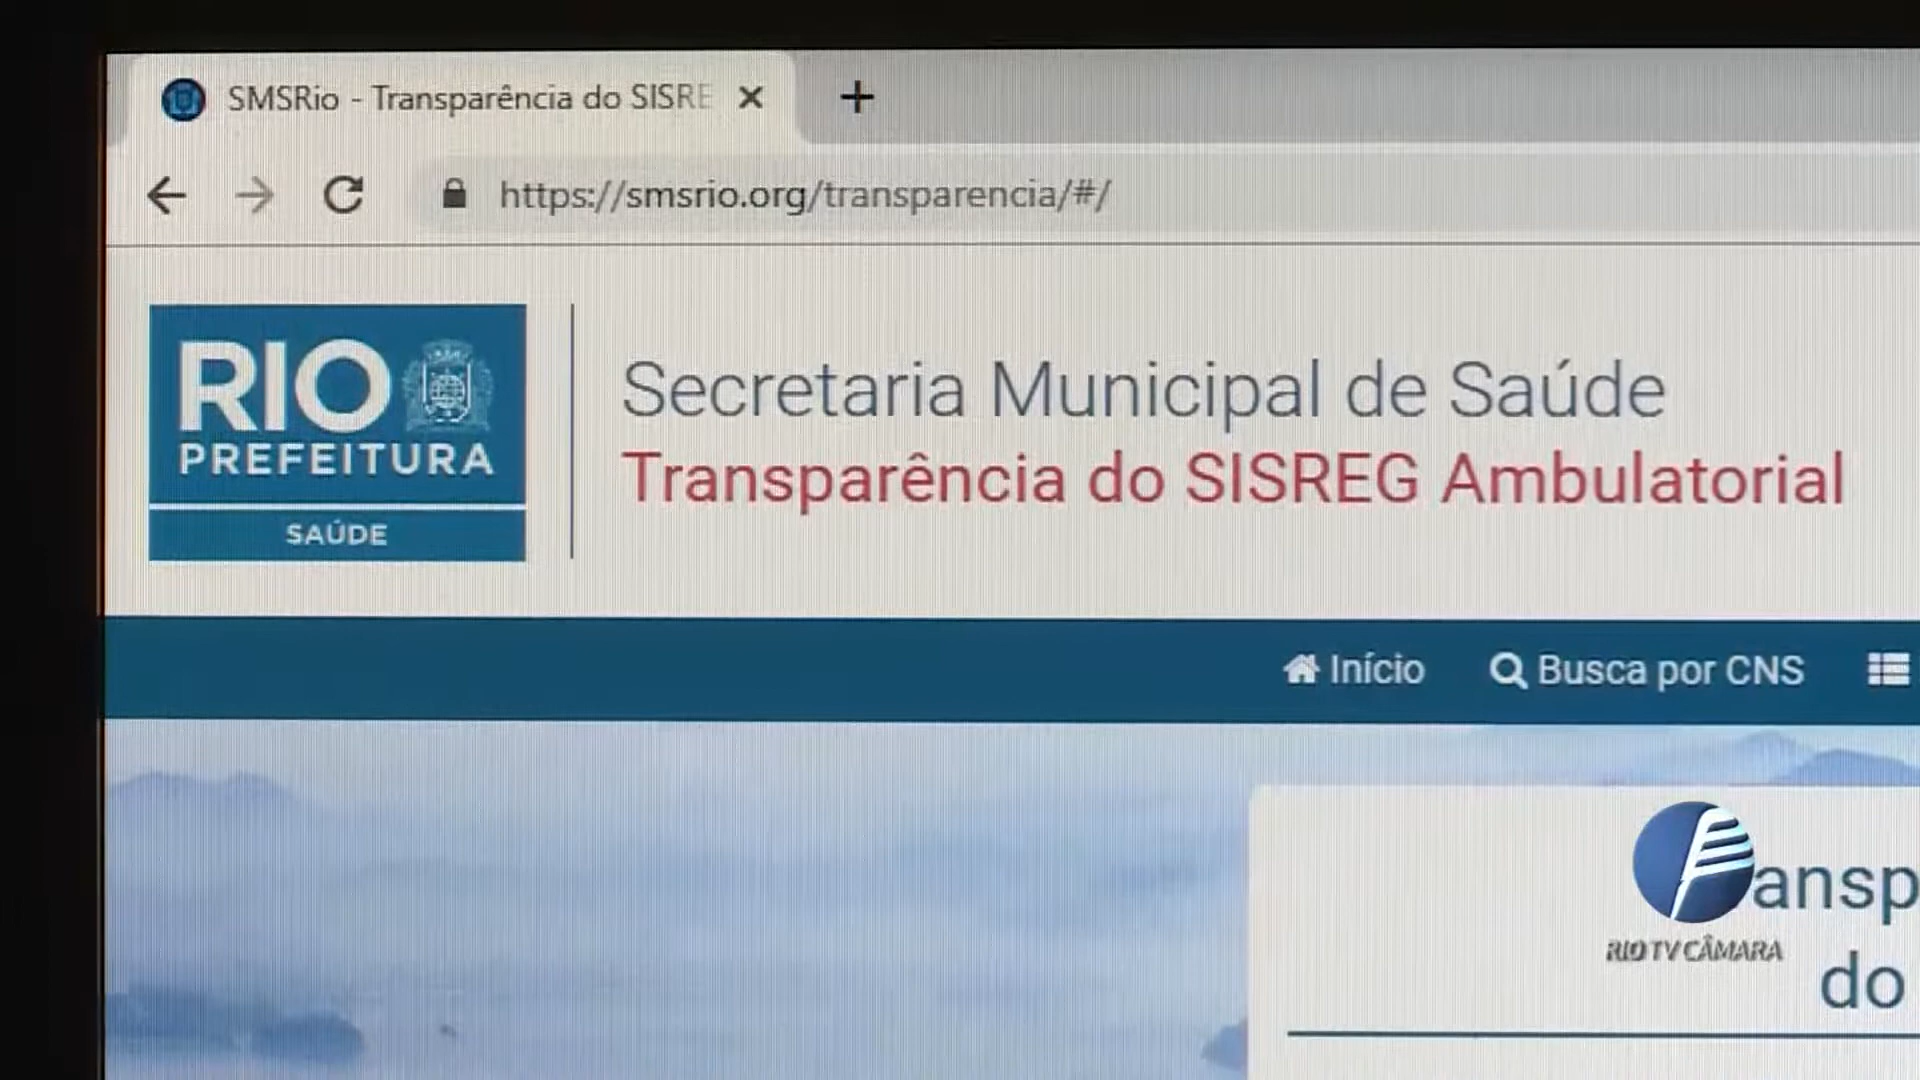 SMSRio - Transparência do SISRE
https://smsrio.org/transparencia/#/
RIO
PREFEITURA
SAÚDE
Secretaria Municipal de Saúde
Transparência do SISREG Ambulatorial
Início
Busca por CNS
ansp
do
RIO TV CÂMARA